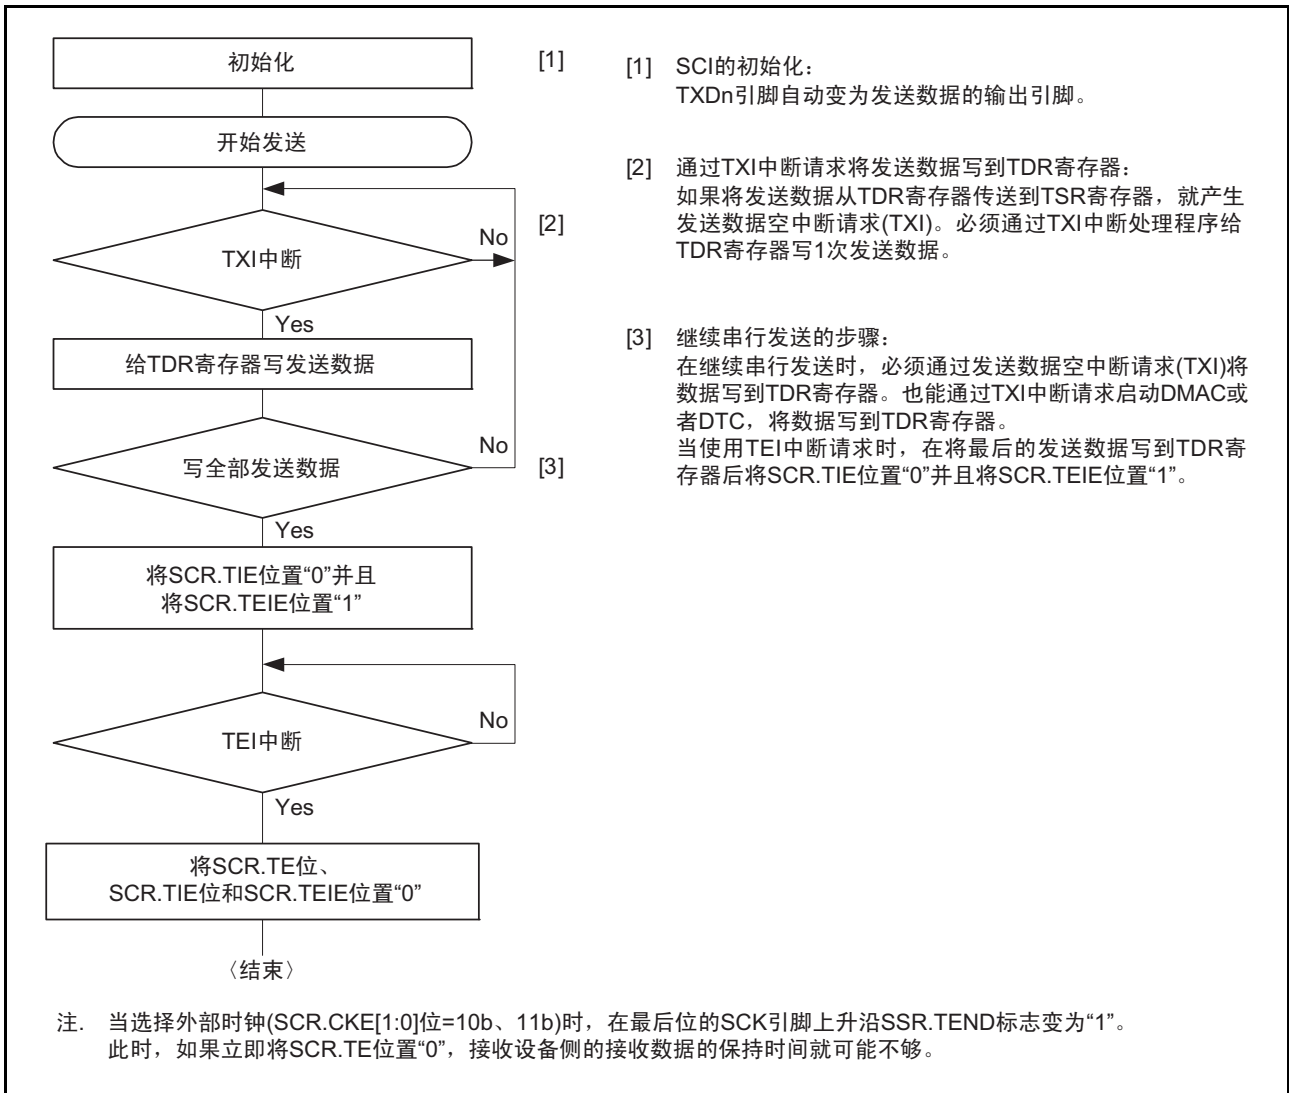 初始化
[1]
开始发送
TXI中断
No
[2]
Yes
给TDR寄存器写发送数据
写全部发送数据
No
[3]
Yes
将SCR.TIE位置“0”并且
将SCR.TEIE位置“1”
TEI中断
No
Yes
将SCR.TE位、
SCR.TIE位和SCR.TEIE位置“0”
〈结束〉
[1] SCI的初始化：
TXDn引脚自动变为发送数据的输出引脚。
[2] 通过TXI中断请求将发送数据写到TDR寄存器：
如果将发送数据从TDR寄存器传送到TSR寄存器，就产生
发送数据空中断请求(TXI)。必须通过TXI中断处理程序给
TDR寄存器写1次发送数据。
[3] 继续串行发送的步骤：
在继续串行发送时，必须通过发送数据空中断请求(TXI)将
数据写到TDR寄存器。也能通过TXI中断请求启动DMAC或
者DTC，将数据写到TDR寄存器。
当使用TEI中断请求时，在将最后的发送数据写到TDR寄
存器后将SCR.TIE位置“0”并且将SCR.TEIE位置“1”。
注. 当选择外部时钟(SCR.CKE[1:0]位=10b、11b)时，在最后位的SCK引脚上升沿SSR.TEND标志变为“1”。
此时，如果立即将SCR.TE位置“0”，接收设备侧的接收数据的保持时间就可能不够。